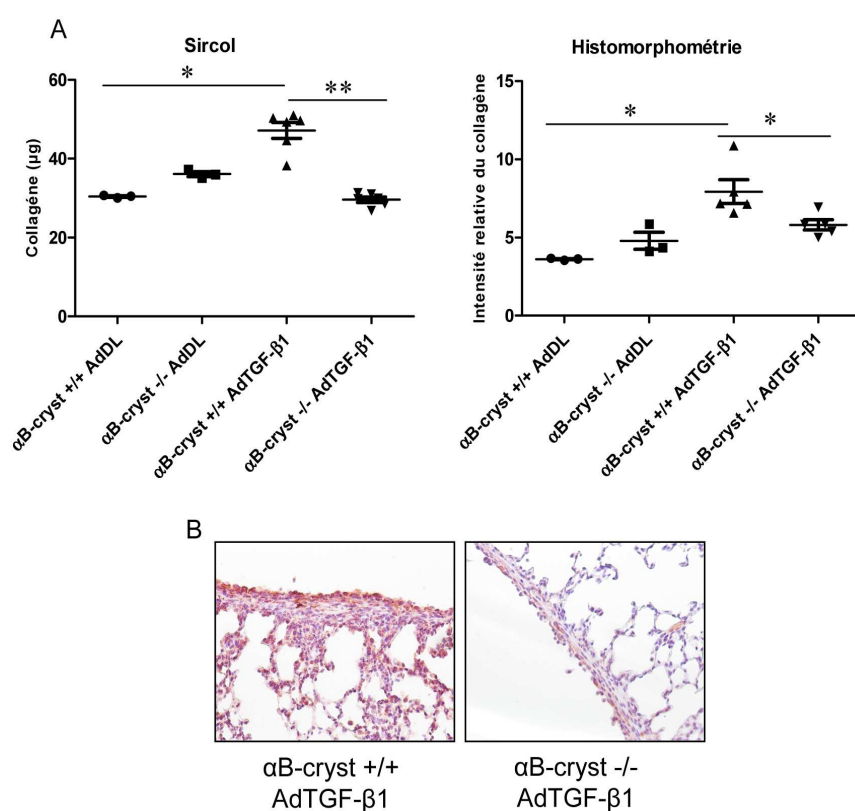 A
Sircol
*
**
60
40
20
0
Collagéne (µg)
αB-cryst +/+ AdDL
αB-cryst -/- AdDL
αB-cryst +/+ AdTGF-β1
αB-cryst -/- AdTGF-β1
Histomorphométrie
*
*
15
10
5
0
Intensité relative du collagène
αB-cryst +/+ AdDL
αB-cryst -/- AdDL
αB-cryst +/+ AdTGF-β1
αB-cryst -/- AdTGF-β1
B
αB-cryst +/+
AdTGF-β1
αB-cryst -/-
AdTGF-β1